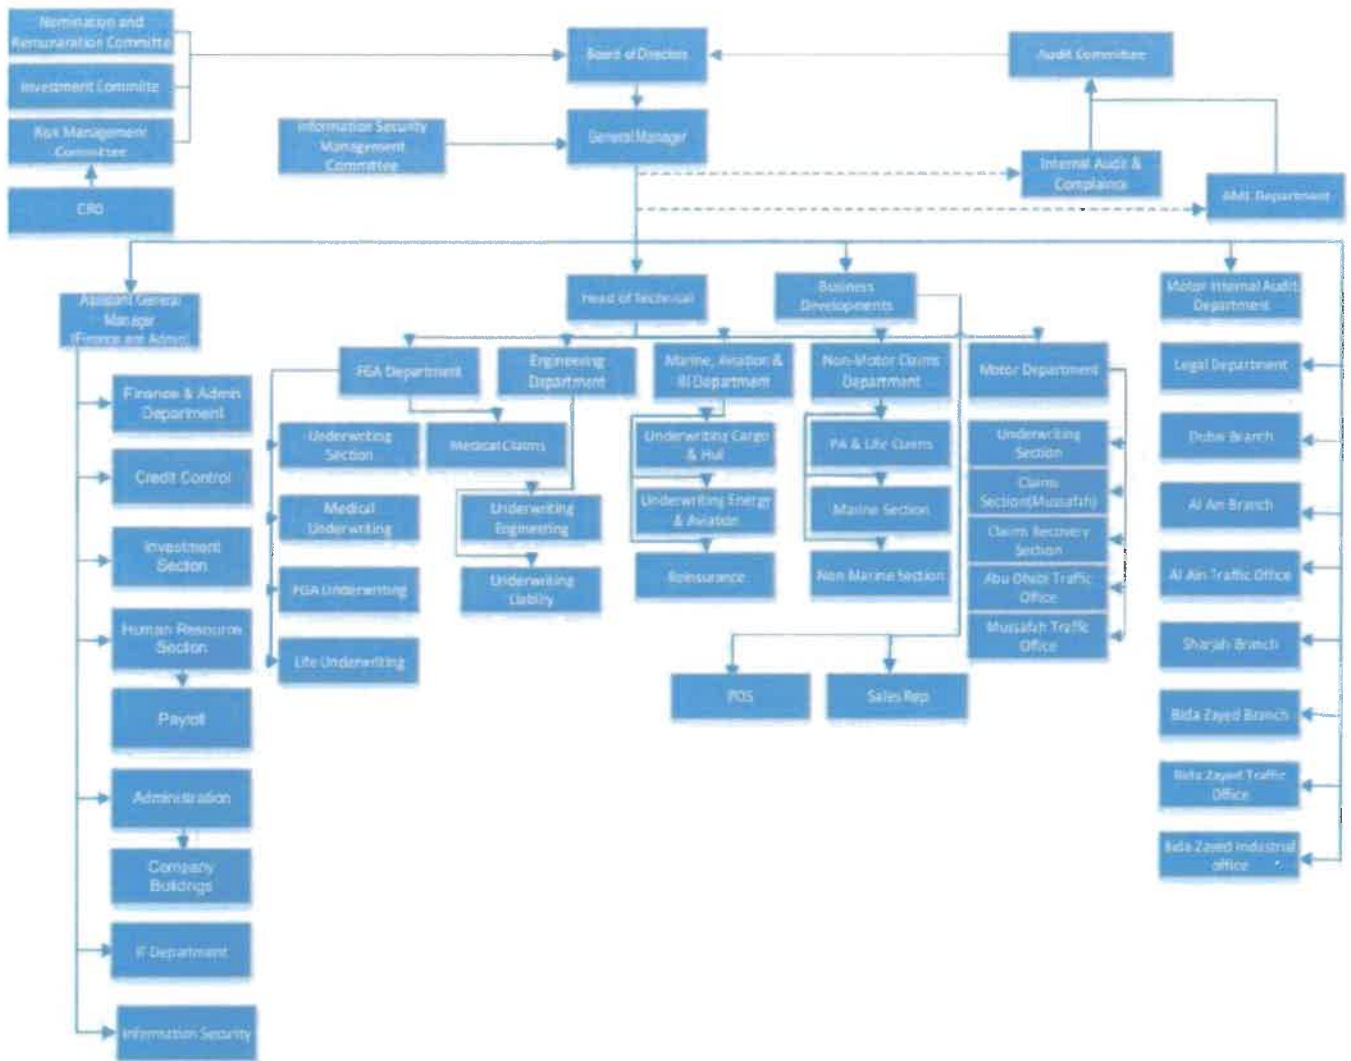 Nomination and
Remunaration Committe
Investment Committe
Risk Management
Committee
CRO
Board of Directors
General Manager
Information Security
Management
Committee
Audit Committee
Internal Audit &
Complaince
AML Department
Assistant General
Manager
(Finance and Admin)
Head of Technical
Business
Developments
Motor Internal Audit
Department
FGA Department
Engineering
Department
Marine, Aviation &
RI Department
Non-Motor Claims
Department
Motor Department
Legal Department
Finance & Admin
Department
Credit Control
Investment
Section
Human Resource
Section
Payroll
Administration
Company
Buildings
IT Department
Information Security
Underwriting
Section
Medical
Underwriting
FGA Underwriting
Life Underwriting
Medical Claims
Underwriting
Engineering
Underwriting
Liability
Underwriting Cargo
& Hul
Underwriting Energy
& Aviation
Reinsurance
PA & Life Claims
Marine Section
Non Marine Section
Underwriting
Section
Claims
Section(Mussafah)
Claims Recovery
Section
Abu Dhabi Traffic
Office
Mussafah Traffic
Office
POS
Sales Rep
Dubai Branch
Al Ain Branch
Al Ain Traffic Office
Sharjah Branch
Bida Zayed Branch
Bida Zayed Traffic
Office
Bida Zayed Industrial
office